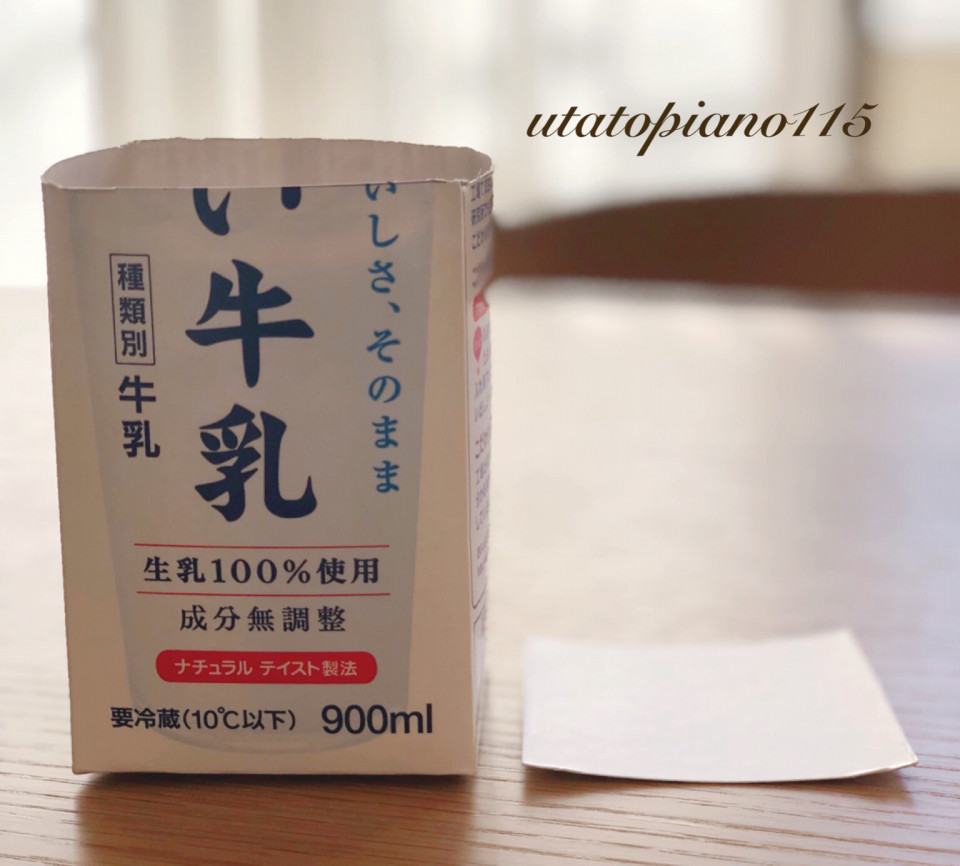 utatopiano115
いしさ、そのまま
い牛乳
種類別
牛乳
生乳100%使用
成分無調整
ナチュラル テイスト製法
要冷蔵(10℃以下) 900ml